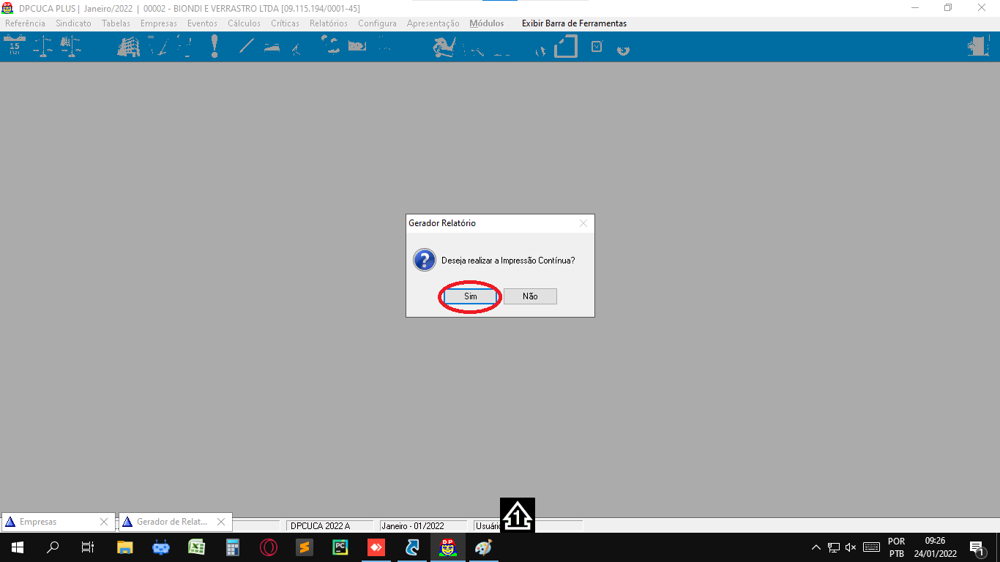 DPCUCA PLUS | Janeiro/2022 | 00002 - BIONDI E VERRASTRO LTDA [09.115.194/0001-45]
Referência Sindicato Tabelas Empresas Eventos Cálculos Críticas Relatórios Configura Apresentação Módulos Exibir Barra de Ferramentas
15
Gerador Relatório
Deseja realizar a Impressão Contínua?
Sim Não
Empresas Gerador de Relat... DPCUCA 2022 A Janeiro - 01/2022 Usuári
1
PC DP POR 09:26
PTB 24/01/2022 1